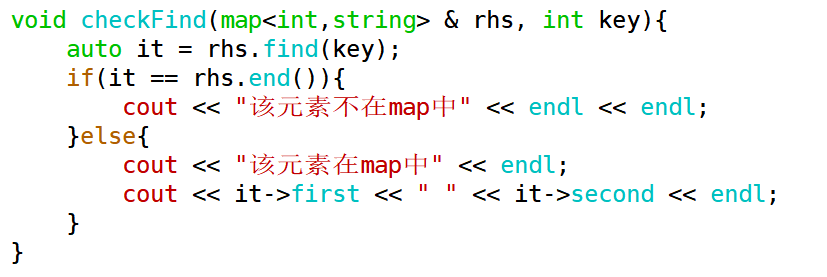 void checkFind(map<int,string> & rhs, int key){
    auto it = rhs.find(key);
    if(it == rhs.end()){
        cout << "该元素不在map中" << endl << endl;
    }else{
        cout << "该元素在map中" << endl;
        cout << it->first << " " << it->second << endl;
    }
}